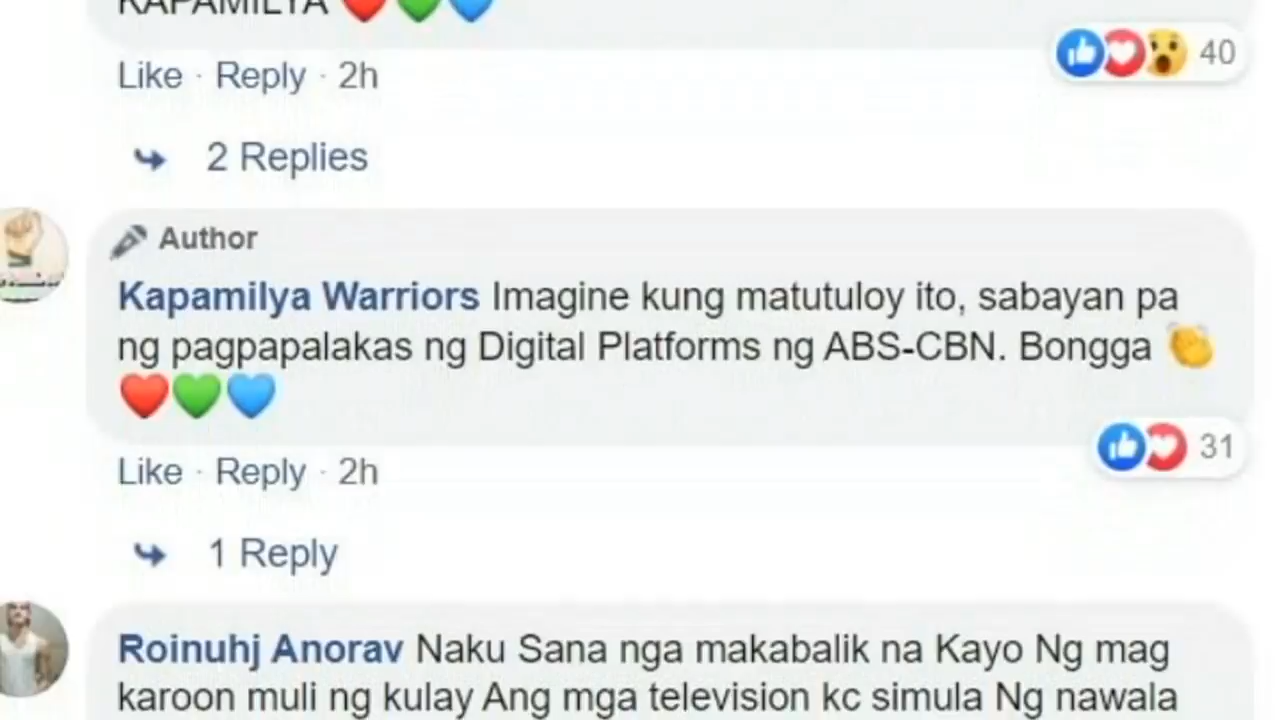 KAPAMILYA ❤️💚💙
40
Like · Reply · 2h
2 Replies
Author
Kapamilya Warriors Imagine kung matutuloy ito, sabayan pa
ng pagpapalakas ng Digital Platforms ng ABS-CBN. Bongga 👏
❤️💚💙
31
Like · Reply · 2h
1 Reply
Roinuhj Anorav Naku Sana nga makabalik na Kayo Ng mag
karoon muli ng kulay Ang mga television kc simula Ng nawala